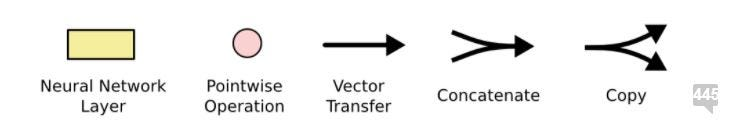 Neural Network
Layer
Pointwise
Operation
Vector
Transfer
Concatenate
Copy
445